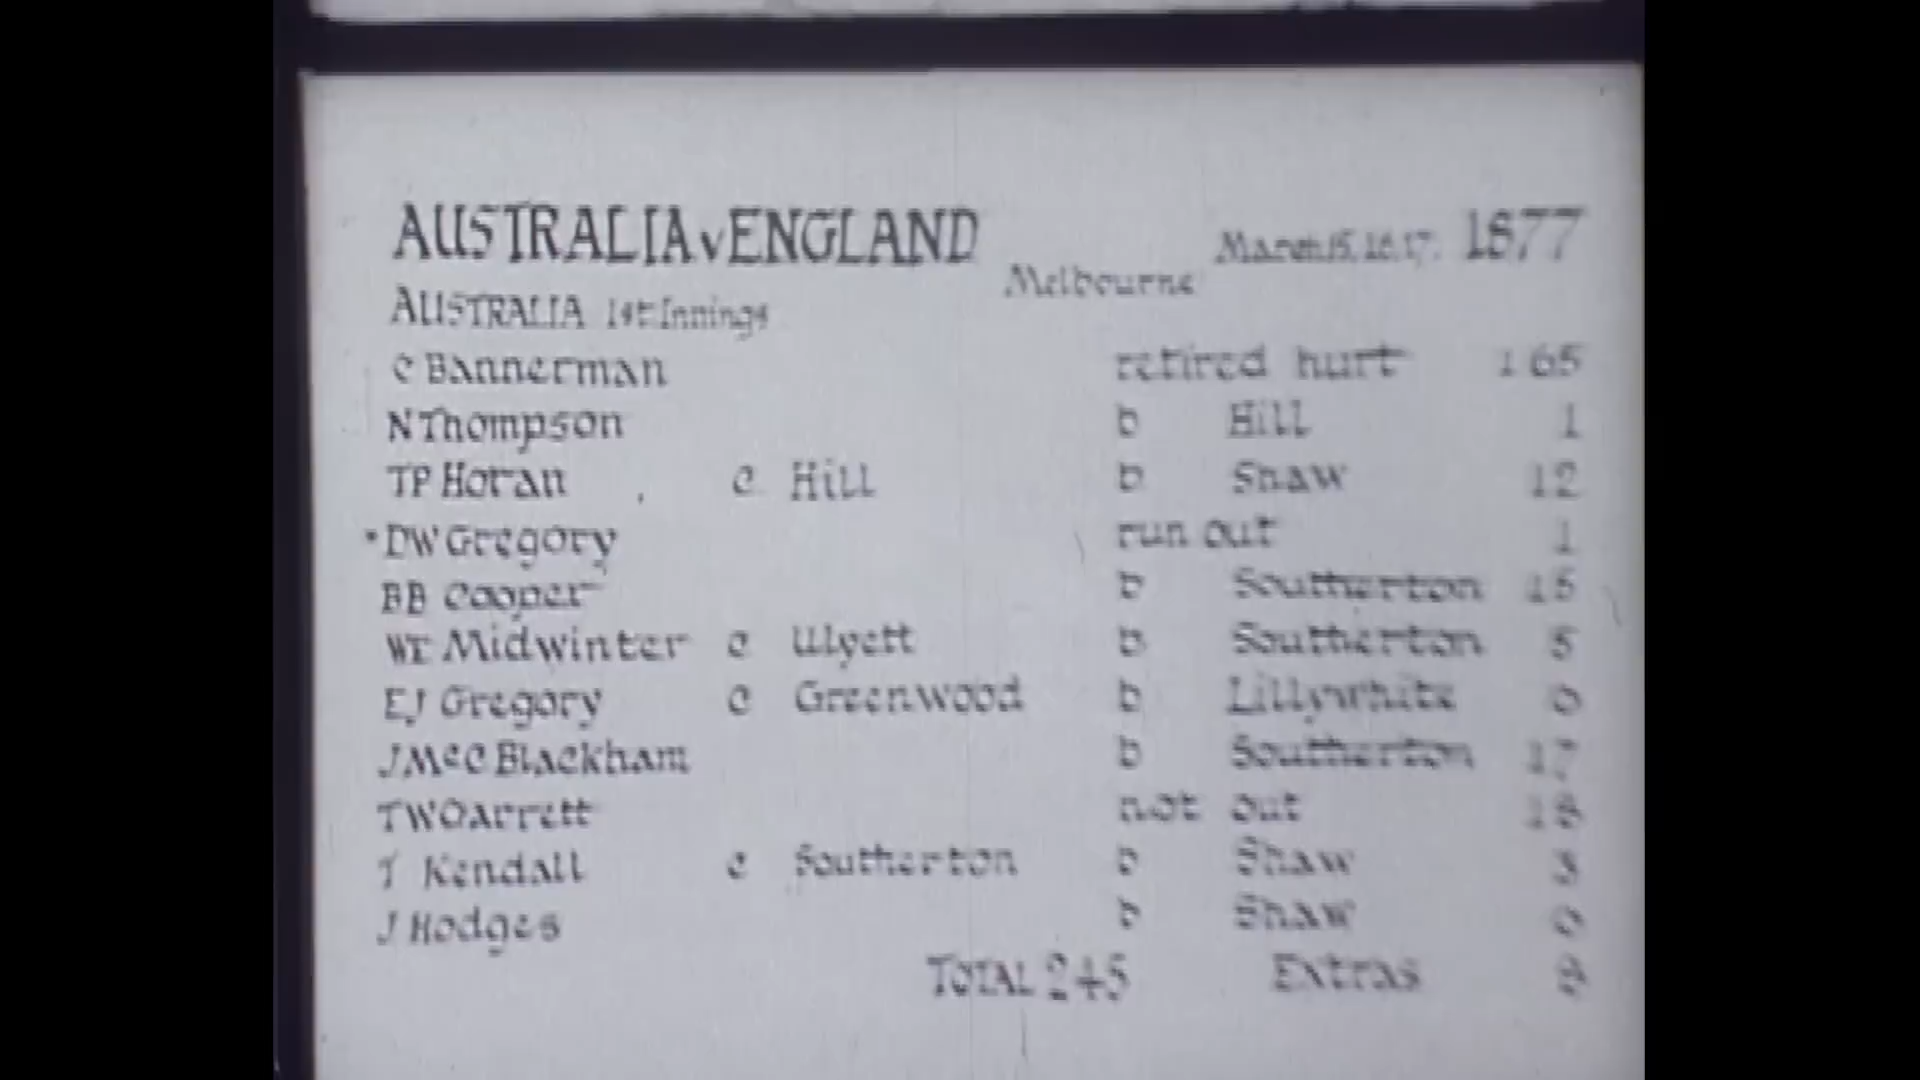 AUSTRALIA v ENGLAND Melbourne March 15, 16, 17. 1877
AUSTRALIA 1st Innings
C Bannerman retired hurt 165
N Thompson b Hill 1
TP Horan c Hill b Shaw 12
*DW Gregory run out 1
BB Cooper b Southerton 15
WE Midwinter c Ulyett b Southerton 5
EJ Gregory c Greenwood b Lillywhite 0
J McC Blackham b Southerton 17
TW Garrett not out 18
T Kendall c Southerton b Shaw 3
J Hodges b Shaw 0
TOTAL 245 Extras 8